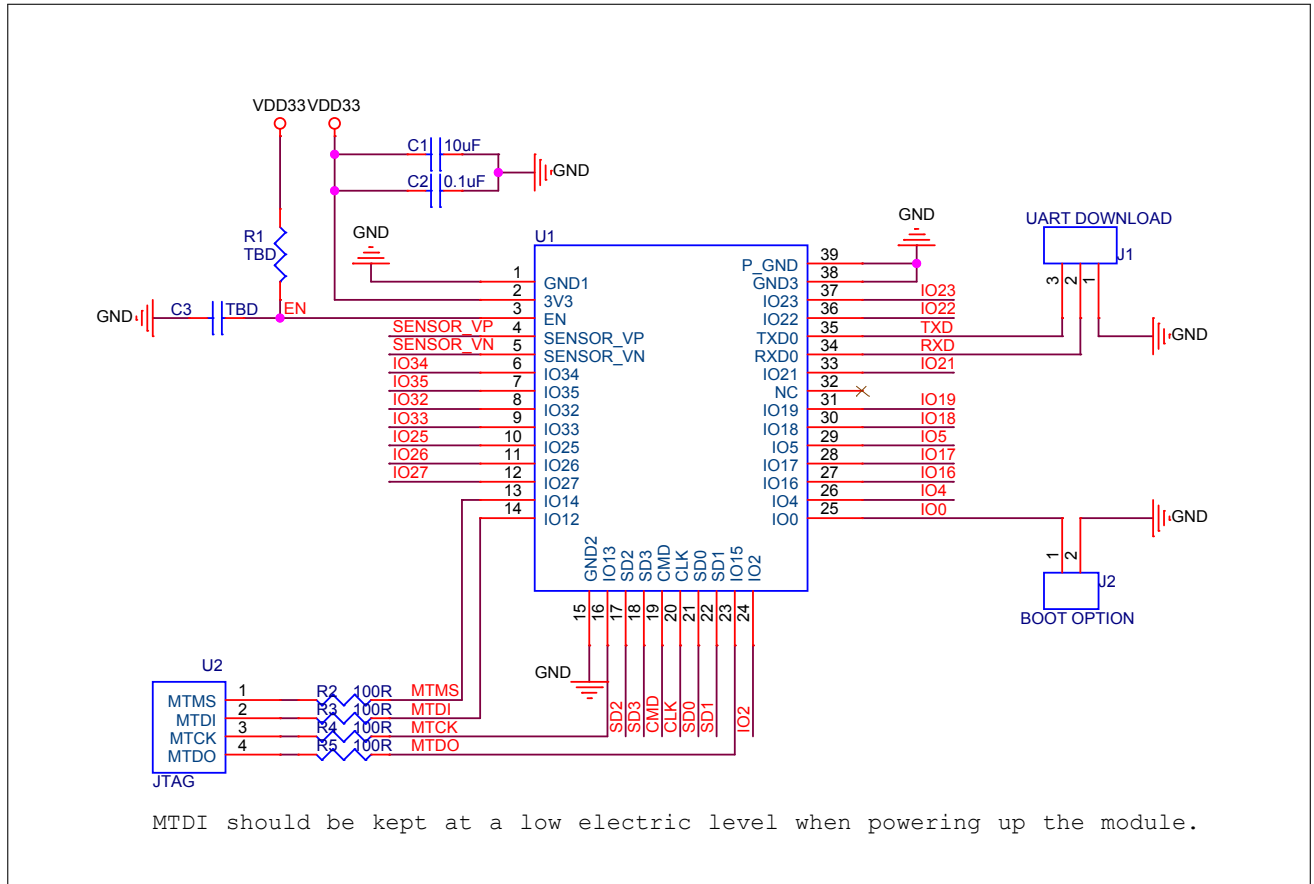 VDD33 VDD33
C1 10uF
C2 0.1uF
GND
R1
TBD
GND
C3 TBD EN
GND
U1
1 GND1
2 3V3
3 EN
SENSOR_VP 4 SENSOR_VP
SENSOR_VN 5 SENSOR_VN
IO34 6 IO34
IO35 7 IO35
IO32 8 IO32
IO33 9 IO33
IO25 10 IO25
IO26 11 IO26
IO27 12 IO27
13 IO14
14 IO12
P_GND 39
GND3 38
IO23 37 IO23
IO22 36 IO22
TXD0 35 TXD
RXD0 34 RXD
IO21 33 IO21
NC 32
IO19 31 IO19
IO18 30 IO18
IO5 29 IO5
IO17 28 IO17
IO16 27 IO16
IO4 26 IO4
IO0 25 IO0
GND
UART DOWNLOAD
J1
3 2 1
GND
GND
1 2
J2
BOOT OPTION
GND2 IO13 SD2 SD3 CMD CLK SD0 SD1 IO15 IO2
15 16 17 18 19 20 21 22 23 24
GND
SD2 SD3 CMD CLK SD0 SD1 IO2
U2
MTMS 1 R2 100R MTMS
MTDI 2 R3 100R MTDI
MTCK 3 R4 100R MTCK
MTDO 4 R5 100R MTDO
JTAG
MTDI should be kept at a low electric level when powering up the module.